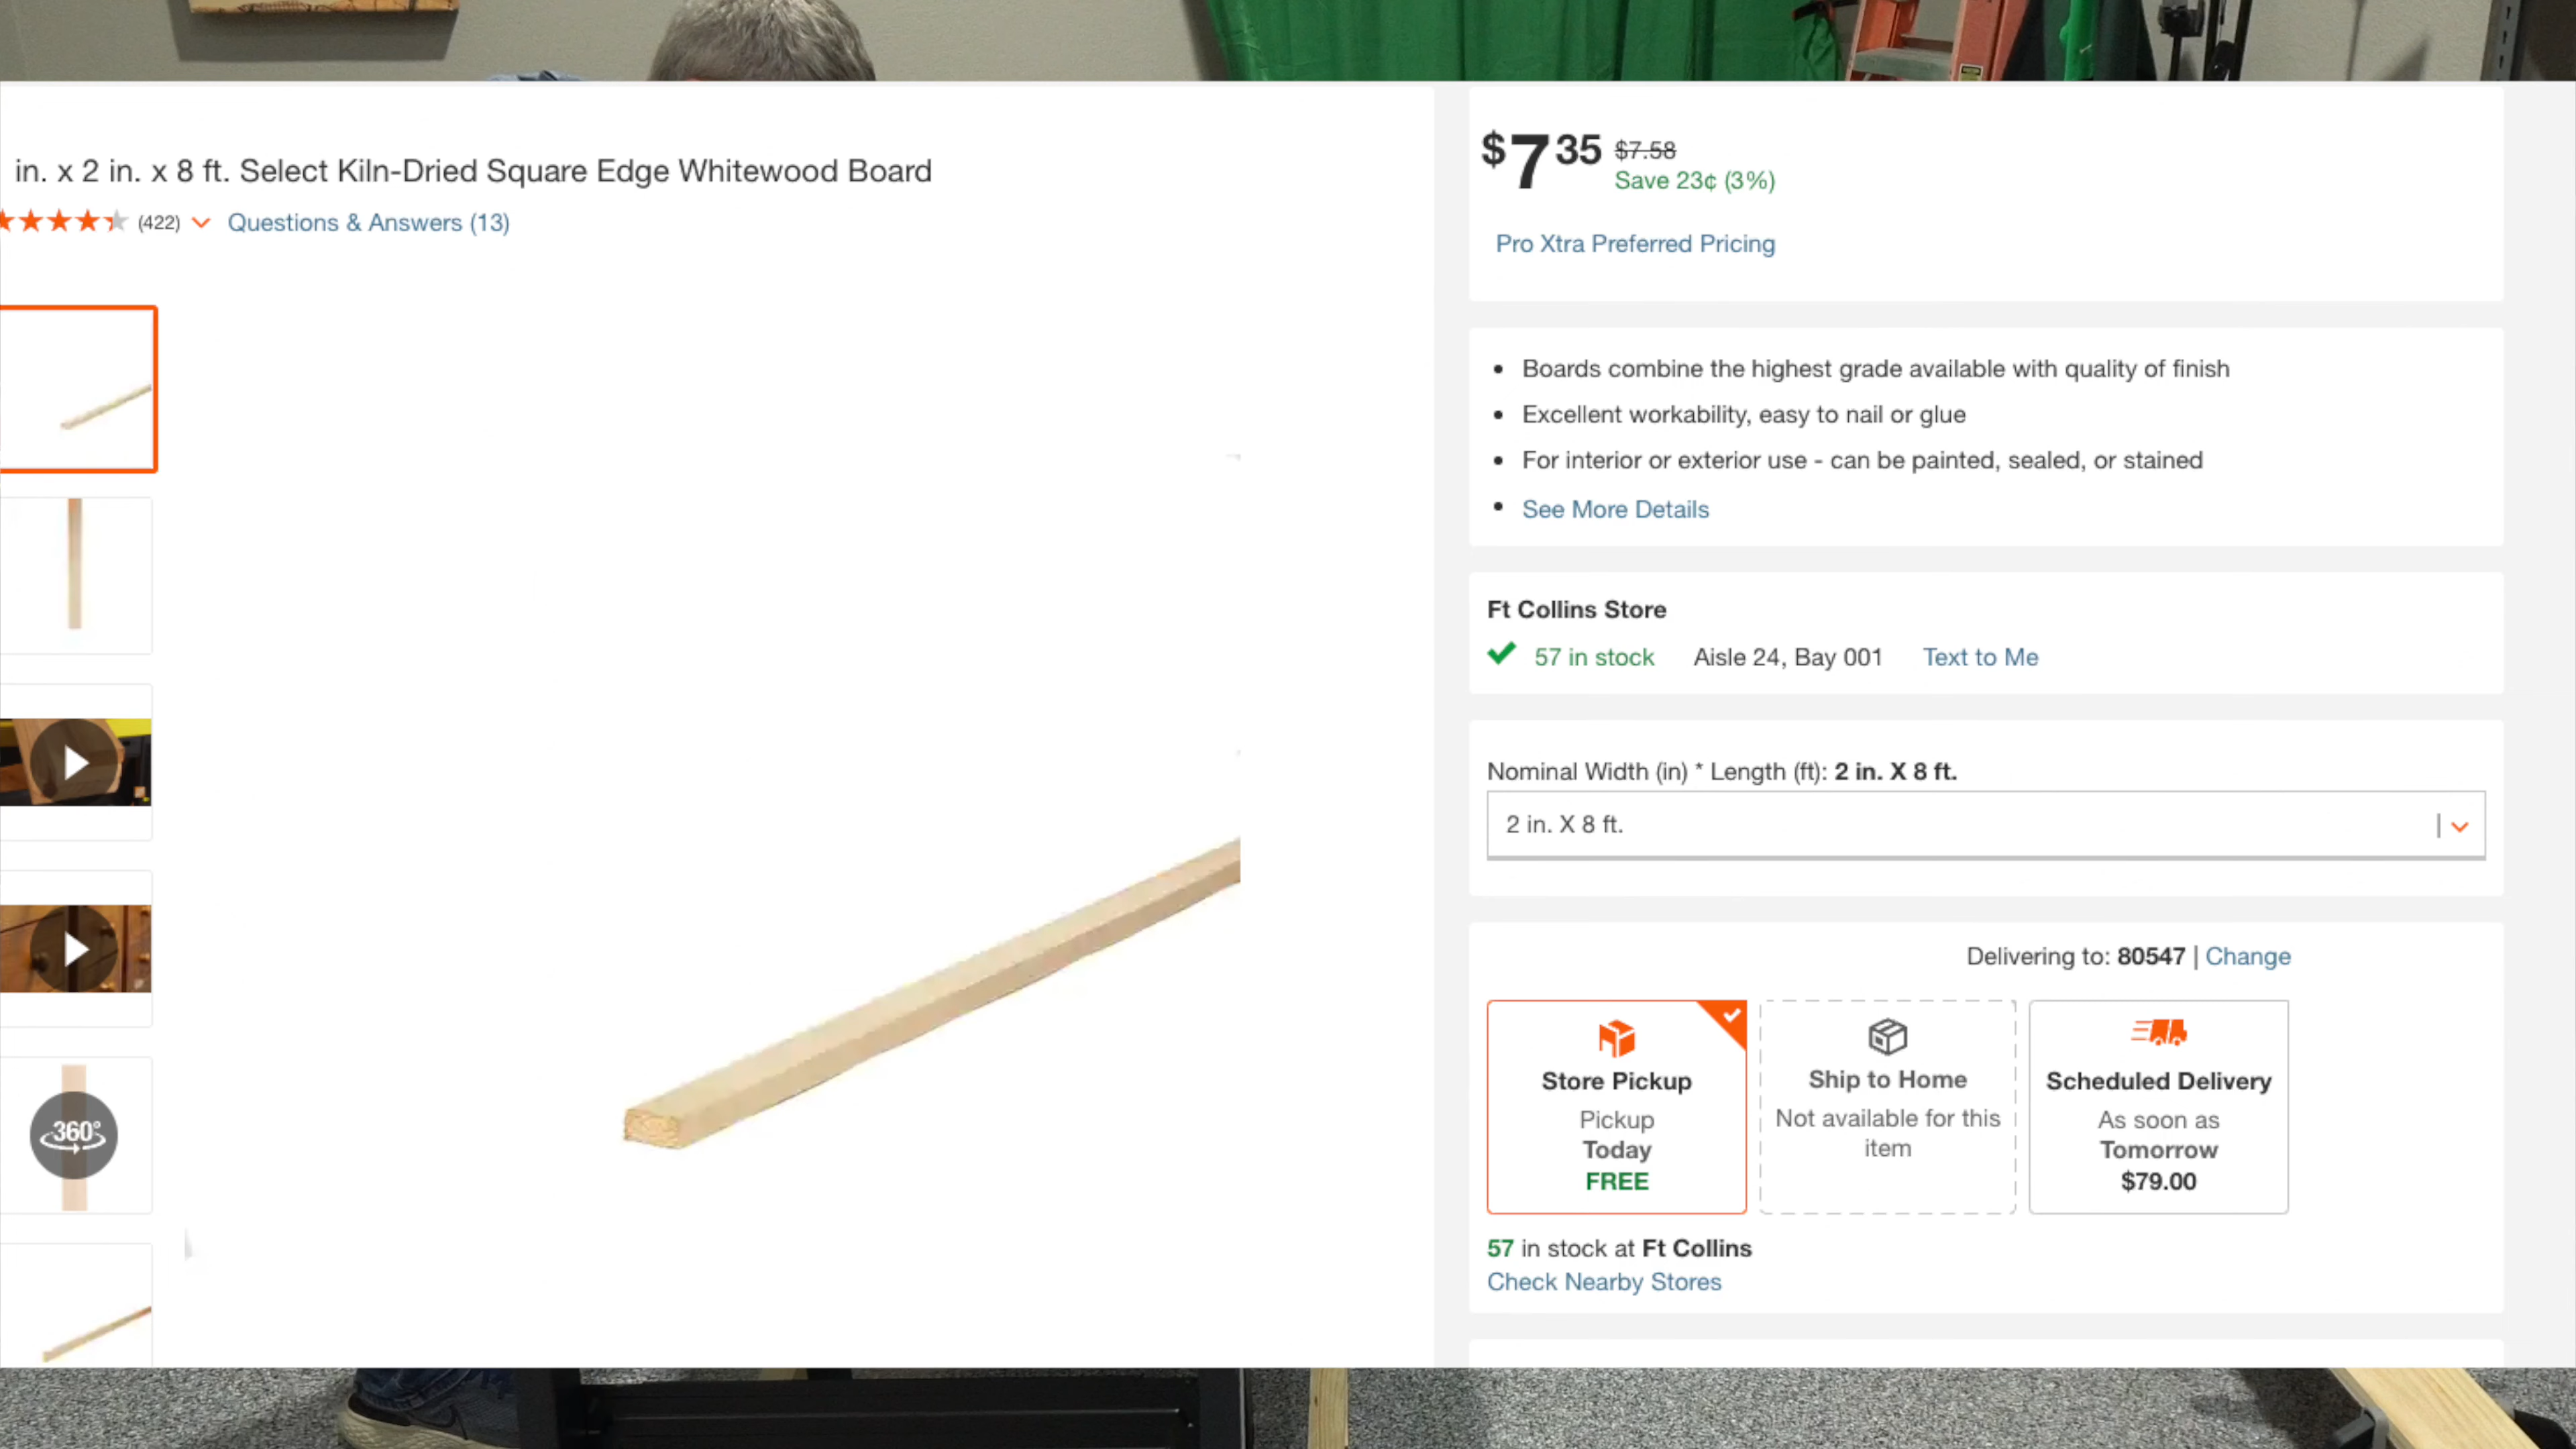 in. x 2 in. x 8 ft. Select Kiln-Dried Square Edge Whitewood Board
(422) Questions & Answers (13)
360°
$7 35 $7.58
Save 23¢ (3%)
Pro Xtra Preferred Pricing
• Boards combine the highest grade available with quality of finish
• Excellent workability, easy to nail or glue
• For interior or exterior use - can be painted, sealed, or stained
• See More Details
Ft Collins Store
57 in stock Aisle 24, Bay 001 Text to Me
Nominal Width (in) * Length (ft): 2 in. X 8 ft.
2 in. X 8 ft.
Delivering to: 80547 | Change
Store Pickup
Pickup
Today
FREE
Ship to Home
Not available for this
item
Scheduled Delivery
As soon as
Tomorrow
$79.00
57 in stock at Ft Collins
Check Nearby Stores